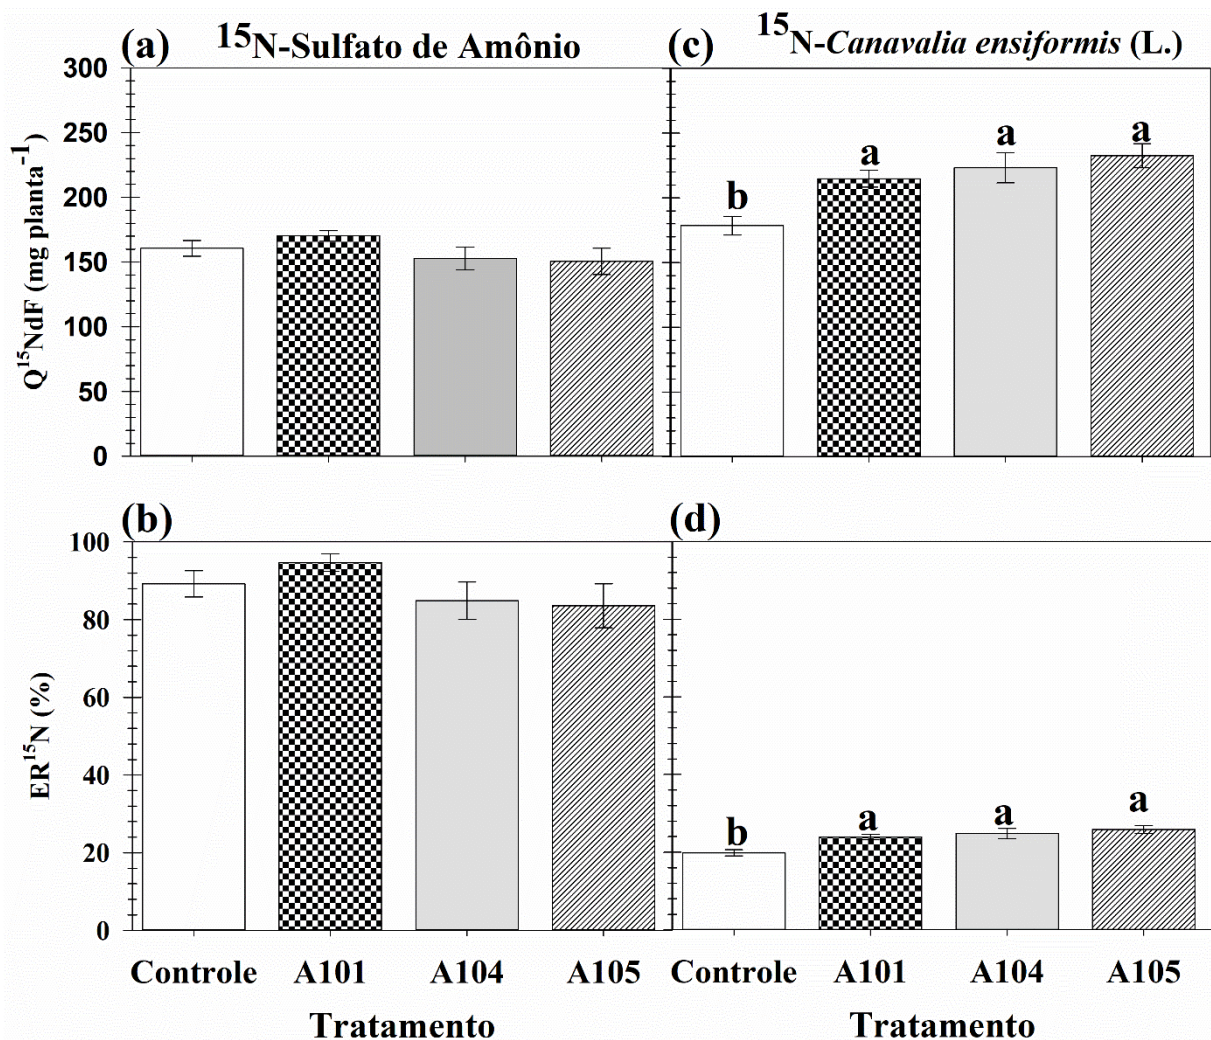 (a) ¹⁵N-Sulfato de Amônio
(c) ¹⁵N-Canavalia ensiformis (L.)
Q¹⁵NdF (mg planta⁻¹)
300
250
200
150
100
50
0
b
a
a
a
(b)
(d)
ER¹⁵N (%)
100
80
60
40
20
0
b
a
a
a
Controle A101 A104 A105
Controle A101 A104 A105
Tratamento
Tratamento